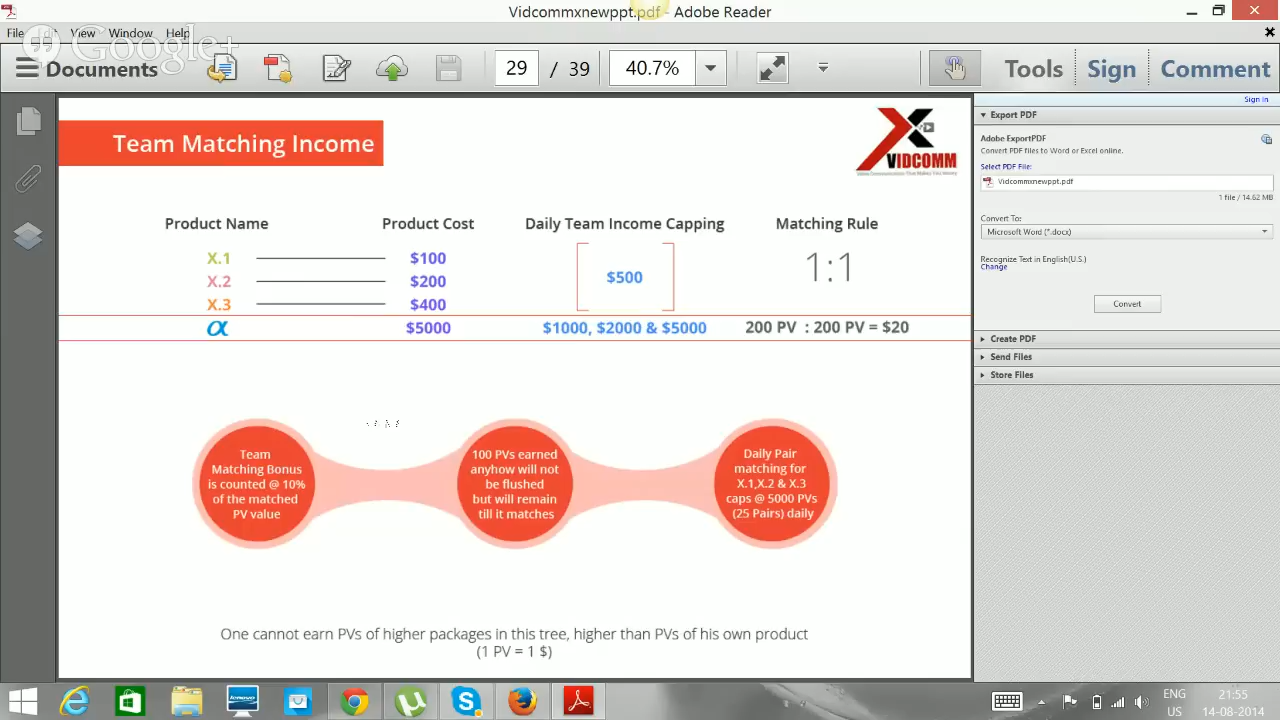 Vidcommxnewppt.pdf - Adobe Reader
File Edit View Window Help
Google+
Documents
29 / 39
40.7%
Tools Sign Comment
Sign In
Team Matching Income
VIDCOMM
Product Name Product Cost Daily Team Income Capping Matching Rule
X.1 $100
X.2 $200
X.3 $400
$500
1:1
α $5000 $1000, $2000 & $5000 200 PV : 200 PV = $20
Team
Matching Bonus
is counted @ 10%
of the matched
PV value
100 PVs earned
anyhow will not
be flushed
but will remain
till it matches
Daily Pair
matching for
X.1,X.2 & X.3
caps @ 5000 PVs
(25 Pairs) daily
One cannot earn PVs of higher packages in this tree, higher than PVs of his own product
(1 PV = 1 $)
Export PDF
Adobe ExportPDF
Convert PDF files to Word or Excel online.
Select PDF File:
Vidcommxnewppt.pdf
1 file / 14.62 MB
Convert To:
Microsoft Word (*.docx)
Recognize Text in English(U.S.)
Change
Convert
Create PDF
Send Files
Store Files
lenovo
ENG
US
21:55
14-08-2014